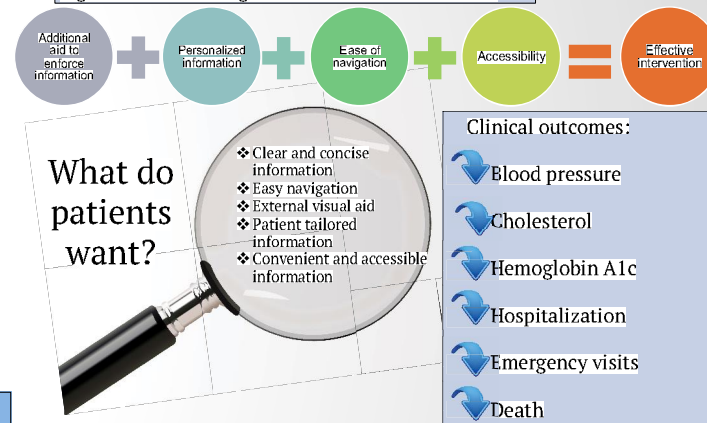 Additional
aid to
enforce
information
Personalized
information
Ease of
navigation
Accessibility
Effective
intervention
What do
patients
want?
❖ Clear and concise
information
❖ Easy navigation
❖ External visual aid
❖ Patient tailored
information
❖ Convenient and accessible
information
Clinical outcomes:
Blood pressure
Cholesterol
Hemoglobin A1c
Hospitalization
Emergency visits
Death